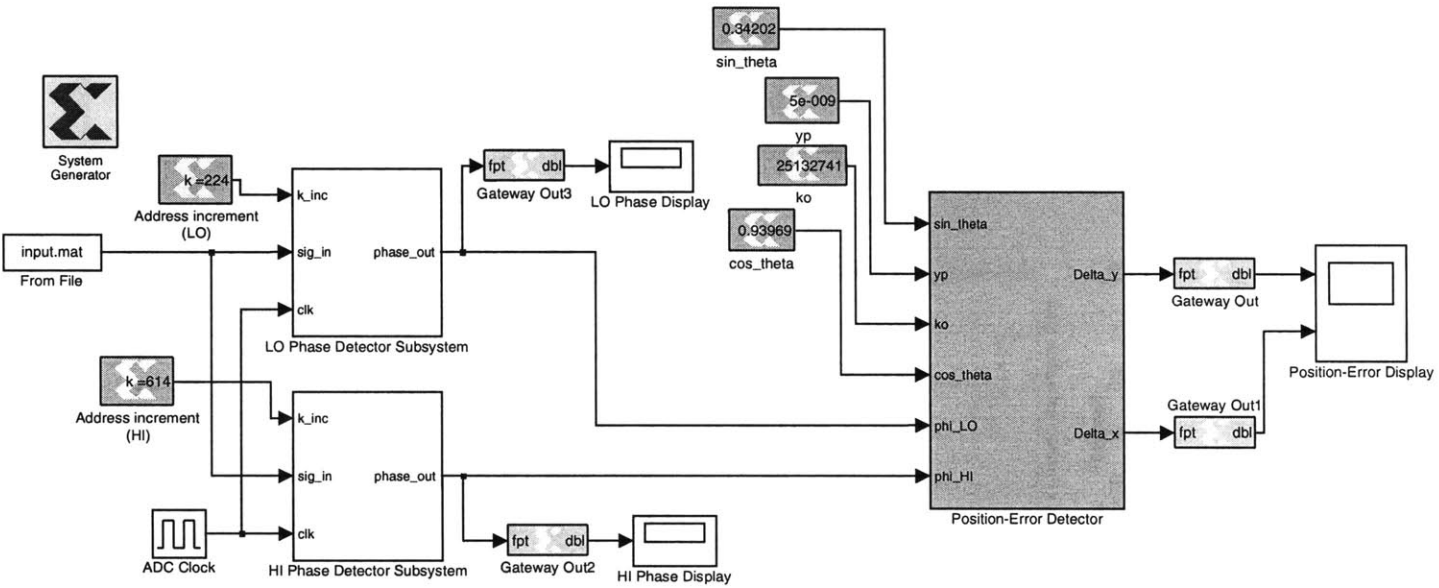 0.34202
sin_theta
5e-009
yp
System
Generator
k =224
Address increment
(LO)
k_inc
fpt
dbl
Gateway Out3
LO Phase Display
25132741
ko
0.93969
cos_theta
input.mat
From File
sig_in
phase_out
clk
LO Phase Detector Subsystem
sin_theta
yp
ko
cos_theta
phi_LO
phi_HI
Delta_y
Delta_x
Position-Error Detector
fpt
dbl
Gateway Out
Position-Error Display
Gateway Out1
fpt
dbl
k =614
Address increment
(HI)
k_inc
sig_in
phase_out
clk
HI Phase Detector Subsystem
ADC Clock
fpt
dbl
Gateway Out2
HI Phase Display